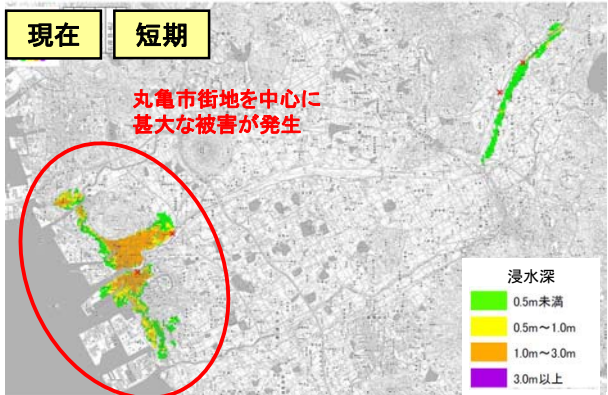 現在
短期
丸亀市街地を中心に
甚大な被害が発生
浸水深
0.5m未満
0.5m～1.0m
1.0m～3.0m
3.0m以上